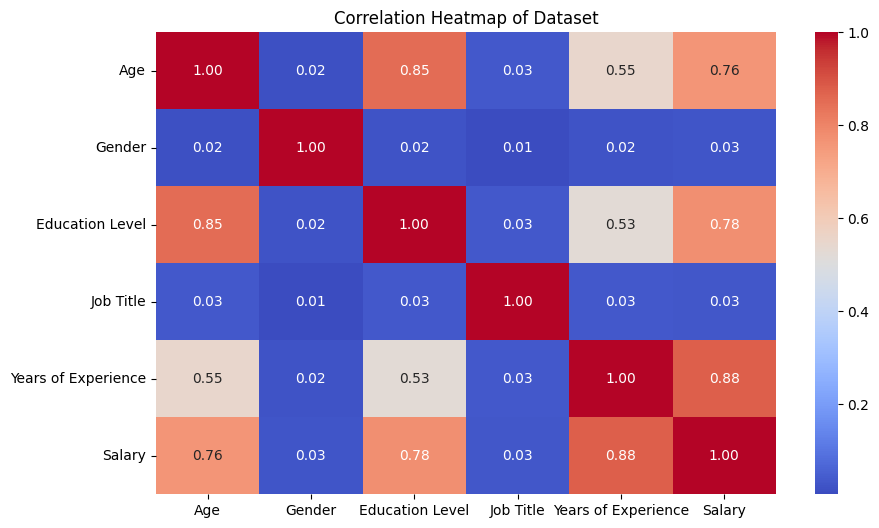 Correlation Heatmap of Dataset
Age 1.00 0.02 0.85 0.03 0.55 0.76
Gender 0.02 1.00 0.02 0.01 0.02 0.03
Education Level 0.85 0.02 1.00 0.03 0.53 0.78
Job Title 0.03 0.01 0.03 1.00 0.03 0.03
Years of Experience 0.55 0.02 0.53 0.03 1.00 0.88
Salary 0.76 0.03 0.78 0.03 0.88 1.00
Age Gender Education Level Job Title Years of Experience Salary
1.0
0.8
0.6
0.4
0.2